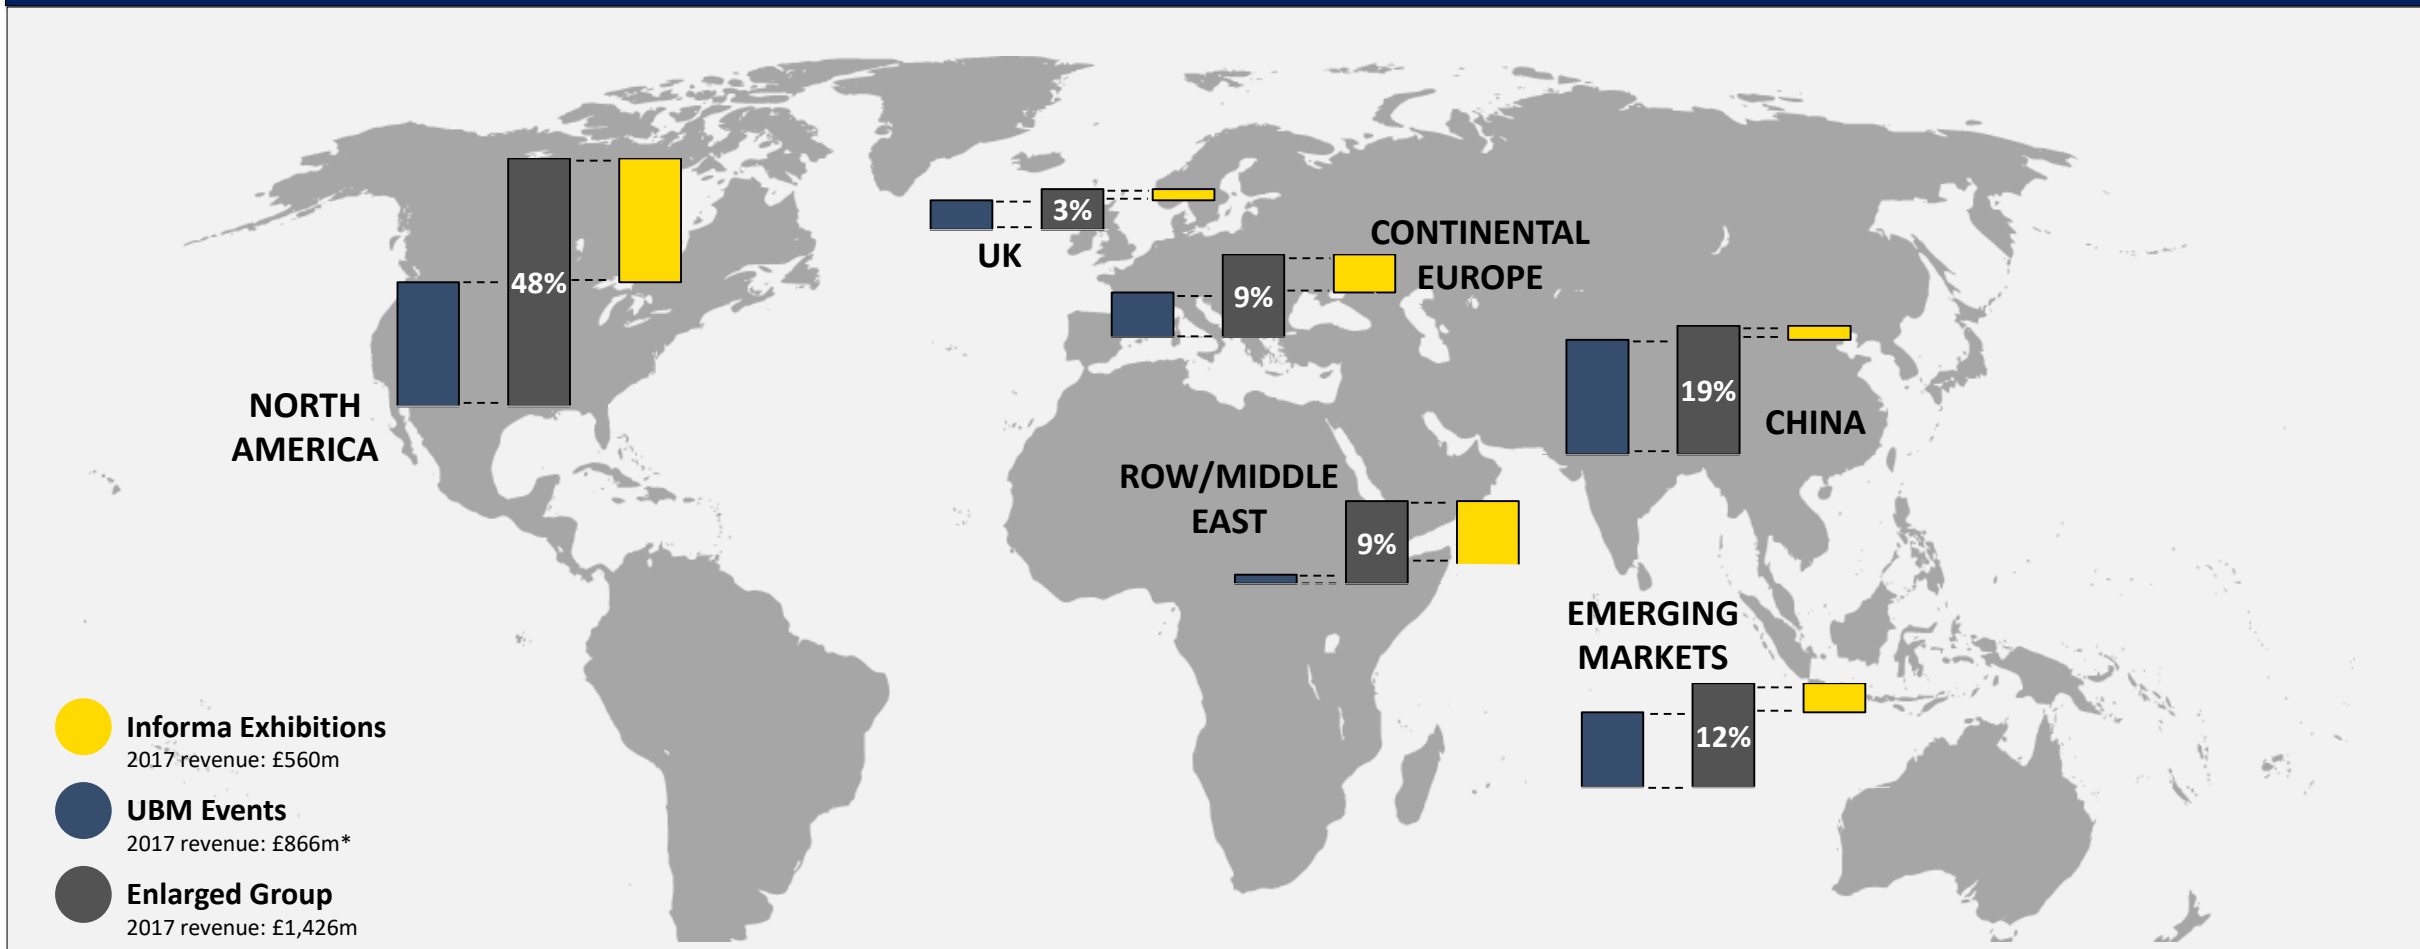 48%
NORTH
AMERICA
3%
UK
CONTINENTAL
EUROPE
9%
19%
CHINA
ROW/MIDDLE
EAST
9%
EMERGING
MARKETS
12%
Informa Exhibitions
2017 revenue: £560m
UBM Events
2017 revenue: £866m*
Enlarged Group
2017 revenue: £1,426m